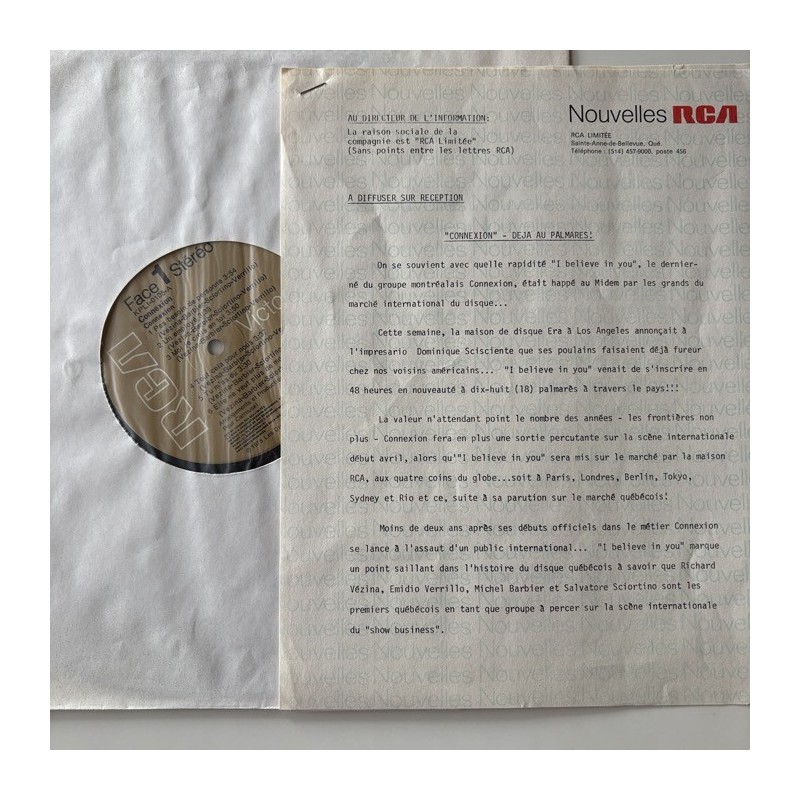 Nouvelles RCA
RCA LIMITÉE
Sainte-Anne-de-Bellevue, Qué.
Téléphone : (514) 457-9000, poste 456
AU DIRECTEUR DE L'INFORMATION:
La raison sociale de la
compagnie est "RCA Limitée"
(Sans points entre les lettres RCA)
A DIFFUSER SUR RECEPTION
"CONNEXION" - DEJA AU PALMARES!
On se souvient avec quelle rapidité "I believe in you", le dernier-
né du groupe montréalais Connexion, était happé au Midem par les grands du
marché international du disque...
Cette semaine, la maison de disque Era à Los Angeles annonçait à
l'impresario Dominique Scisciente que ses poulains faisaient déjà fureur
chez nos voisins américains... "I believe in you" venait de s'inscrire en
48 heures en nouveauté à dix-huit (18) palmarès à travers le pays!!!
La valeur n'attendant point le nombre des années - les frontières non
plus - Connexion fera en plus une sortie percutante sur la scène internationale
début avril, alors qu'"I believe in you" sera mis sur le marché par la maison
RCA, aux quatre coins du globe...soit à Paris, Londres, Berlin, Tokyo,
Sydney et Rio et ce, suite à sa parution sur le marché québécois!
Moins de deux ans après ses débuts officiels dans le métier Connexion
se lance à l'assaut d'un public international... "I believe in you" marque
un point saillant dans l'histoire du disque québécois à savoir que Richard
Vézina, Emidio Verrillo, Michel Barbier et Salvatore Sciortino sont les
premiers québécois en tant que groupe à percer sur la scène internationale
du "show business".
Face 1 Stéréo
Connexion
Connexion
RCA
Victor